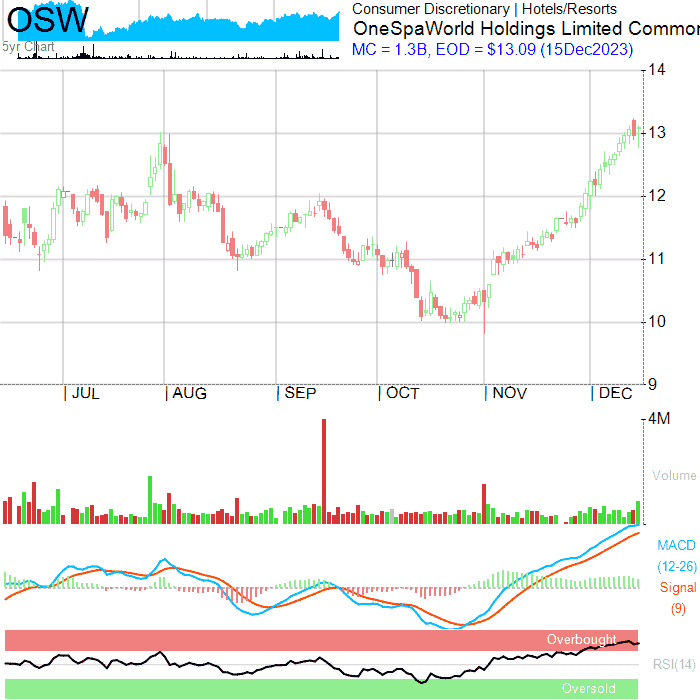 OSW
5yr Chart
Consumer Discretionary | Hotels/Resorts
OneSpaWorld Holdings Limited Common
MC = 1.3B, EOD = $13.09 (15Dec2023)
14
13
12
11
10
9
JUL AUG SEP OCT NOV DEC
4M
Volume
MACD
(12-26)
Signal
(9)
Overbought
RSI(14)
Oversold